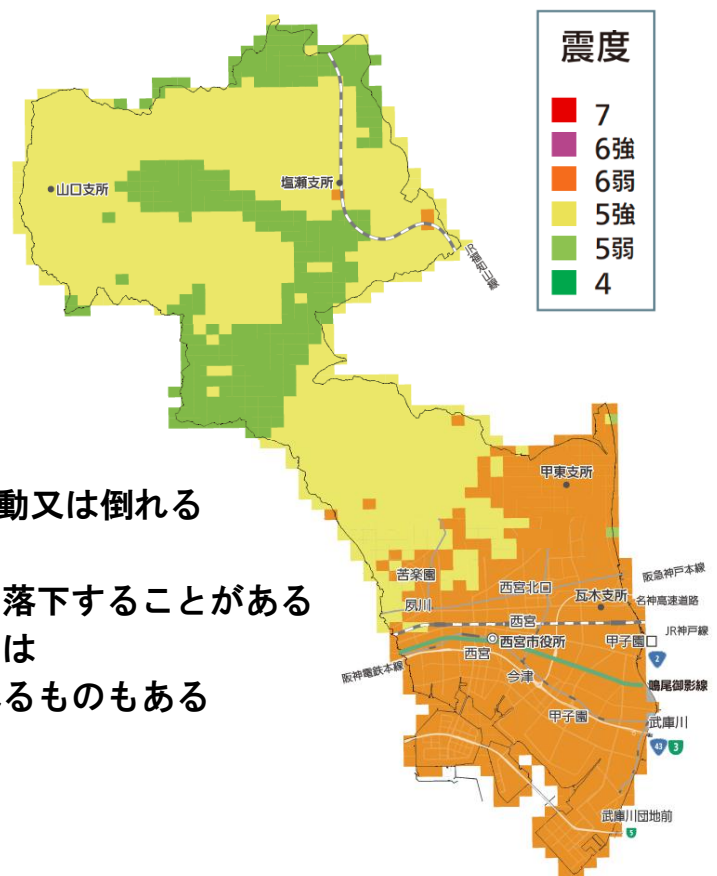 震度
7
6強
6弱
5強
5弱
4
山口支所
塩瀬支所
JR福知山線
動又は倒れる
落下することがある
は
るものもある
甲東支所
苦楽園
西宮北口
阪急神戸本線
夙川
瓦木支所
名神高速道路
西宮
JR神戸線
西宮市役所
甲子園口
西宮
2
阪神電鉄本線
今津
鳴尾御影線
甲子園
武庫川
43
3
武庫川団地前
5